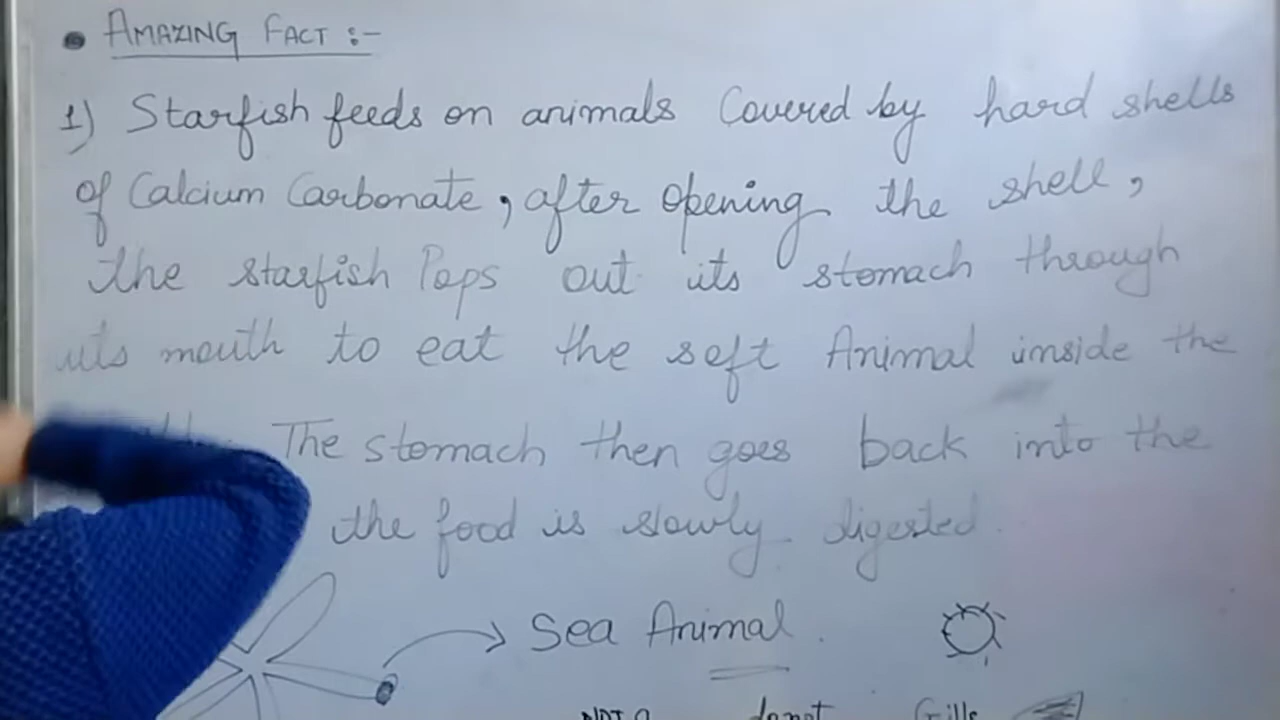 • AMAZING FACT :-
1) Starfish feeds on animals Covered by hard shells
of Calcium Carbonate, after opening the shell,
the starfish Pops out its stomach through
its mouth to eat the soft Animal inside the
The stomach then goes back into the
the food is slowly digested.
→ Sea Animal.
NOT a donot Gills